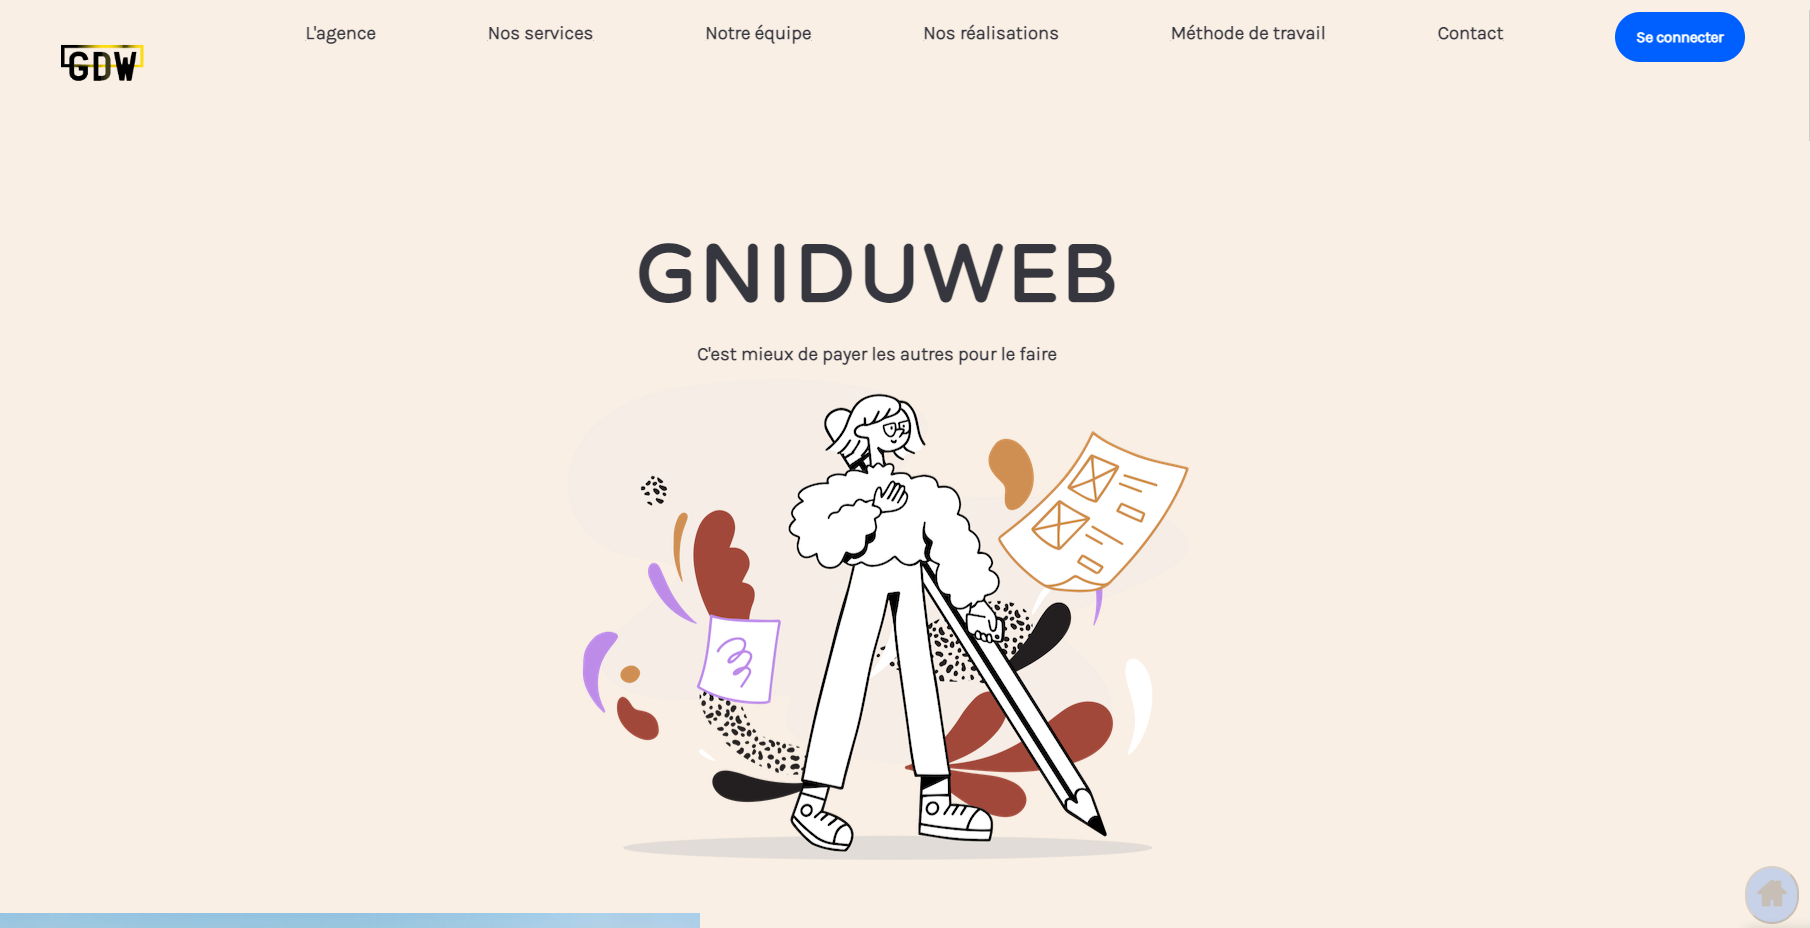 GDW
L'agence
Nos services
Notre équipe
Nos réalisations
Méthode de travail
Contact
Se connecter
GNIDUWEB
C'est mieux de payer les autres pour le faire